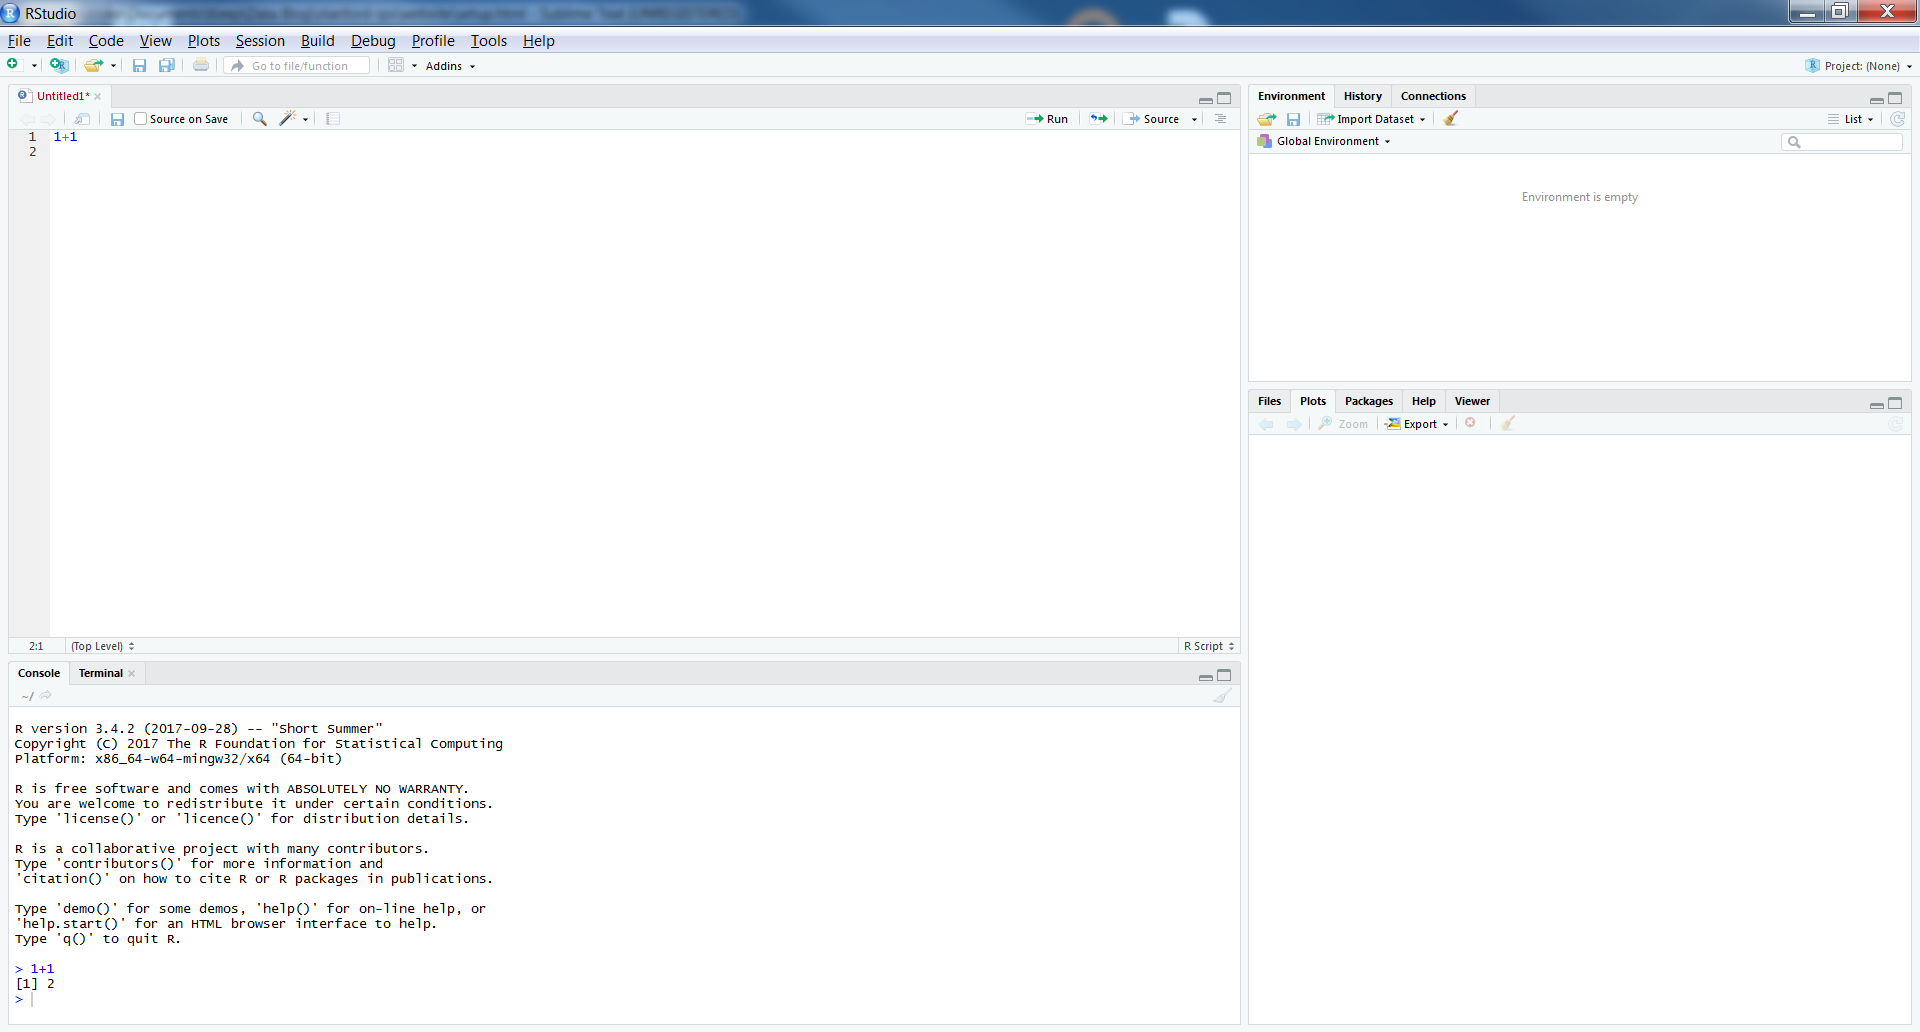 RStudio
File Edit Code View Plots Session Build Debug Profile Tools Help
Go to file/function Addins Project: (None)
Untitled1*
Source on Save Run Source
1 1+1
2
2:1 (Top Level) R Script
Console Terminal
~/
R version 3.4.2 (2017-09-28) -- "Short Summer"
Copyright (C) 2017 The R Foundation for Statistical Computing
Platform: x86_64-w64-mingw32/x64 (64-bit)
R is free software and comes with ABSOLUTELY NO WARRANTY.
You are welcome to redistribute it under certain conditions.
Type 'license()' or 'licence()' for distribution details.
R is a collaborative project with many contributors.
Type 'contributors()' for more information and
'citation()' on how to cite R or R packages in publications.
Type 'demo()' for some demos, 'help()' for on-line help, or
'help.start()' for an HTML browser interface to help.
Type 'q()' to quit R.
> 1+1
[1] 2
>
Environment History Connections
Import Dataset List
Global Environment
Environment is empty
Files Plots Packages Help Viewer
Zoom Export